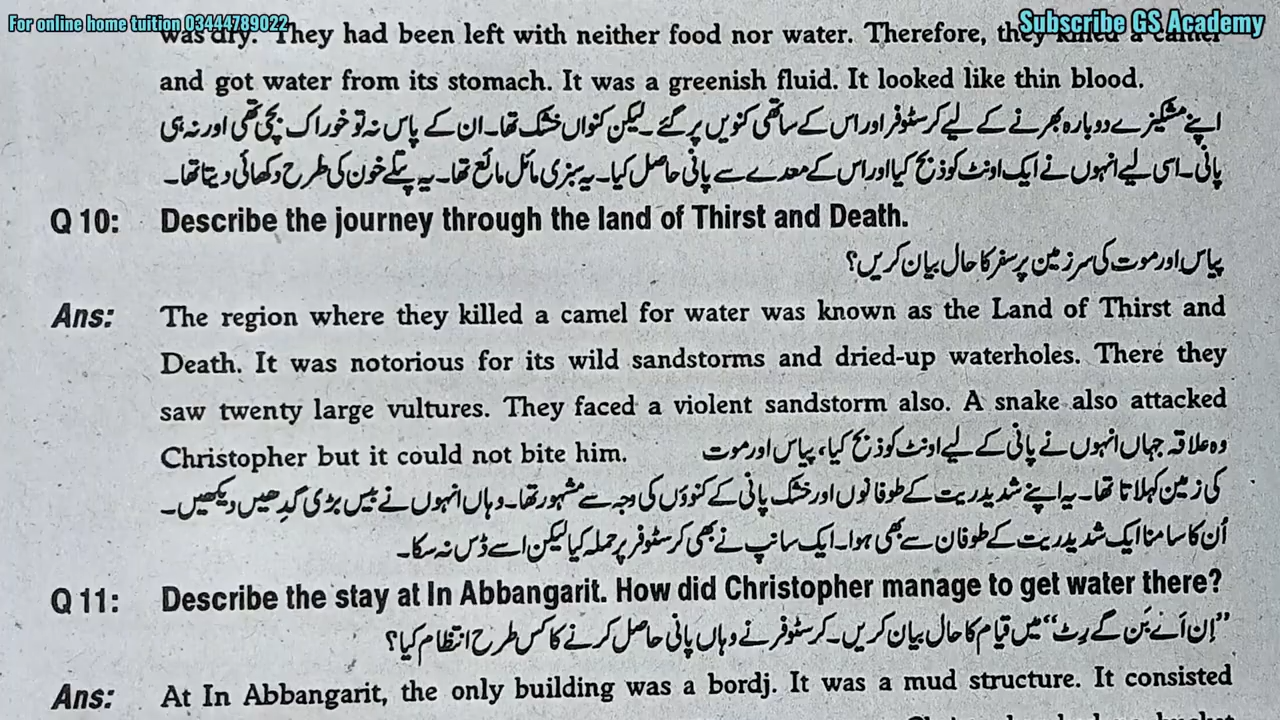 For online home tuition 03444789022
Subscribe GS Academy
was dry. They had been left with neither food nor water. Therefore, they killed a camel
and got water from its stomach. It was a greenish fluid. It looked like thin blood.
اپنے مشکیزے دوبارہ بھرنے کے لیے کرسٹوفر اور اس کے ساتھی کنویں پر گئے۔ لیکن کنواں خشک تھا۔ ان کے پاس نہ تو خوراک بچی تھی اور نہ ہی
پانی۔ اسی لیے انہوں نے ایک اونٹ کو ذبح کیا اور اس کے معدے سے پانی حاصل کیا۔ یہ سبزی مائل مائع تھا۔ یہ پتلے خون کی طرح دکھائی دیتا تھا۔
Q 10: Describe the journey through the land of Thirst and Death.
پیاس اور موت کی سرزمین پر سفر کا حال بیان کریں؟
Ans: The region where they killed a camel for water was known as the Land of Thirst and
Death. It was notorious for its wild sandstorms and dried-up waterholes. There they
saw twenty large vultures. They faced a violent sandstorm also. A snake also attacked
Christopher but it could not bite him. وہ علاقہ جہاں انہوں نے پانی کے لیے اونٹ کو ذبح کیا، پیاس اور موت
کی زمین کہلاتا تھا۔ یہ اپنے شدید ریت کے طوفانوں اور خشک پانی کے کنوؤں کی وجہ سے مشہور تھا۔ وہاں انہوں نے بیس بڑی گدھیں دیکھیں۔
اُن کا سامنا ایک شدید ریت کے طوفان سے بھی ہوا۔ ایک سانپ نے بھی کرسٹوفر پر حملہ کیا لیکن اسے ڈس نہ سکا۔
Q 11: Describe the stay at In Abbangarit. How did Christopher manage to get water there?
”اِن اَبے بَن گے رِٹ“ میں قیام کا حال بیان کریں۔ کرسٹوفر نے وہاں پانی حاصل کرنے کا کس طرح انتظام کیا؟
Ans: At In Abbangarit, the only building was a bordj. It was a mud structure. It consisted